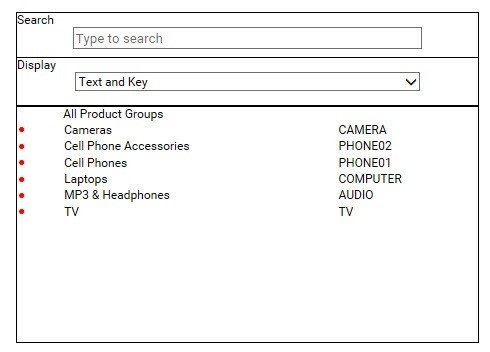 Search
Type to search
Display
Text and Key
All Product Groups
Cameras CAMERA
Cell Phone Accessories PHONE02
Cell Phones PHONE01
Laptops COMPUTER
MP3 & Headphones AUDIO
TV TV